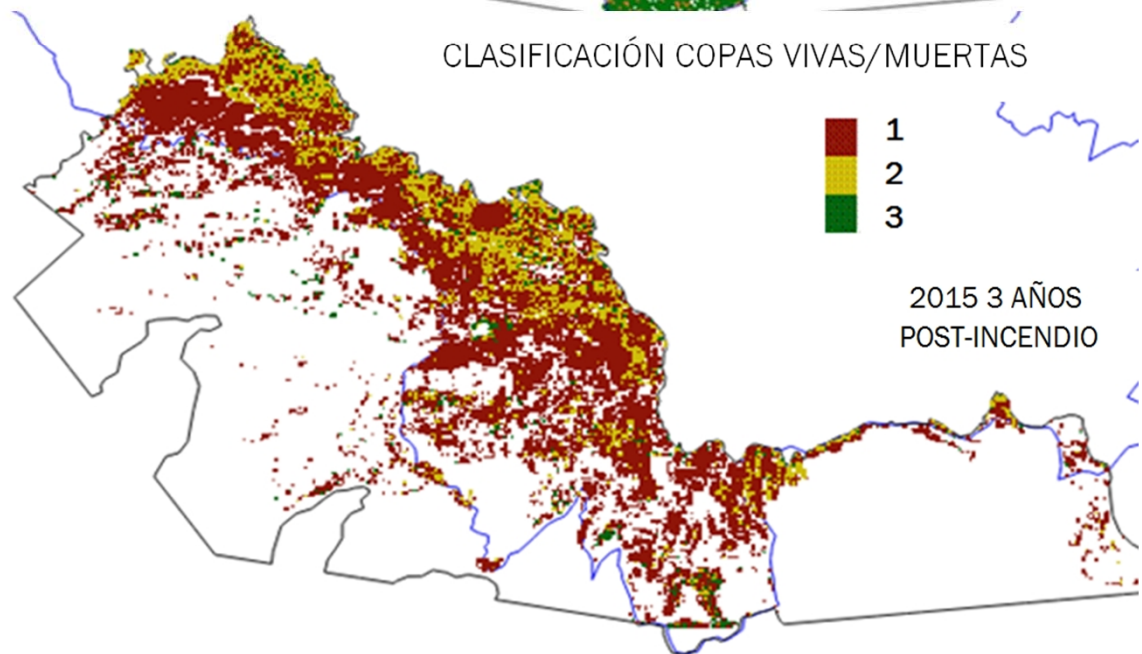 CLASIFICACIÓN COPAS VIVAS/MUERTAS
1
2
3
2015 3 AÑOS
POST-INCENDIO